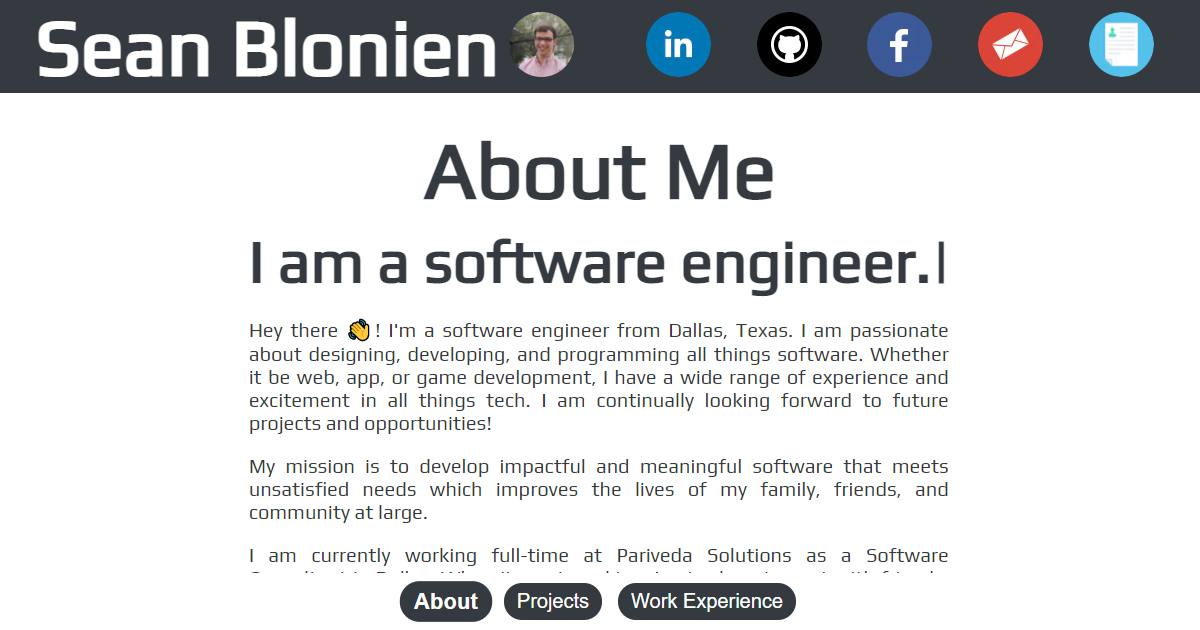 Sean Blonien
in
f
About Me
I am a software engineer.|
Hey there 👋! I'm a software engineer from Dallas, Texas. I am passionate
about designing, developing, and programming all things software. Whether
it be web, app, or game development, I have a wide range of experience and
excitement in all things tech. I am continually looking forward to future
projects and opportunities!
My mission is to develop impactful and meaningful software that meets
unsatisfied needs which improves the lives of my family, friends, and
community at large.
I am currently working full-time at Pariveda Solutions as a Software
About
Projects
Work Experience